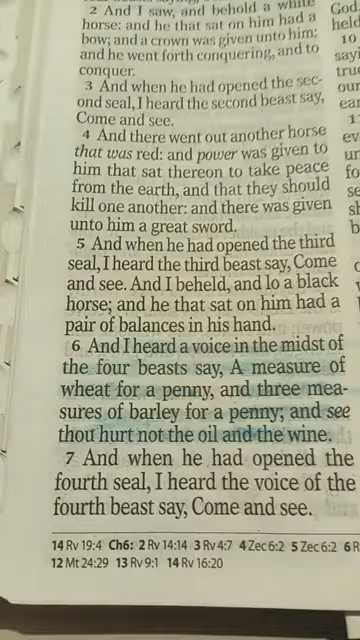 2 And I saw, and behold a white
horse: and he that sat on him had a
bow; and a crown was given unto him:
and he went forth conquering, and to
conquer.
3 And when he had opened the sec-
ond seal, I heard the second beast say,
Come and see.
4 And there went out another horse
that was red: and power was given to
him that sat thereon to take peace
from the earth, and that they should
kill one another: and there was given
unto him a great sword.
5 And when he had opened the third
seal, I heard the third beast say, Come
and see. And I beheld, and lo a black
horse; and he that sat on him had a
pair of balances in his hand.
6 And I heard a voice in the midst of
the four beasts say, A measure of
wheat for a penny, and three mea-
sures of barley for a penny; and see
thou hurt not the oil and the wine.
7 And when he had opened the
fourth seal, I heard the voice of the
fourth beast say, Come and see.
God
10
14 Rv 19:4 Ch6: 2 Rv 14:14 3 Rv 4:7 4 Zec 6:2 5 Zec 6:2 6 R
12 Mt 24:29 13 Rv 9:1 14 Rv 16:20